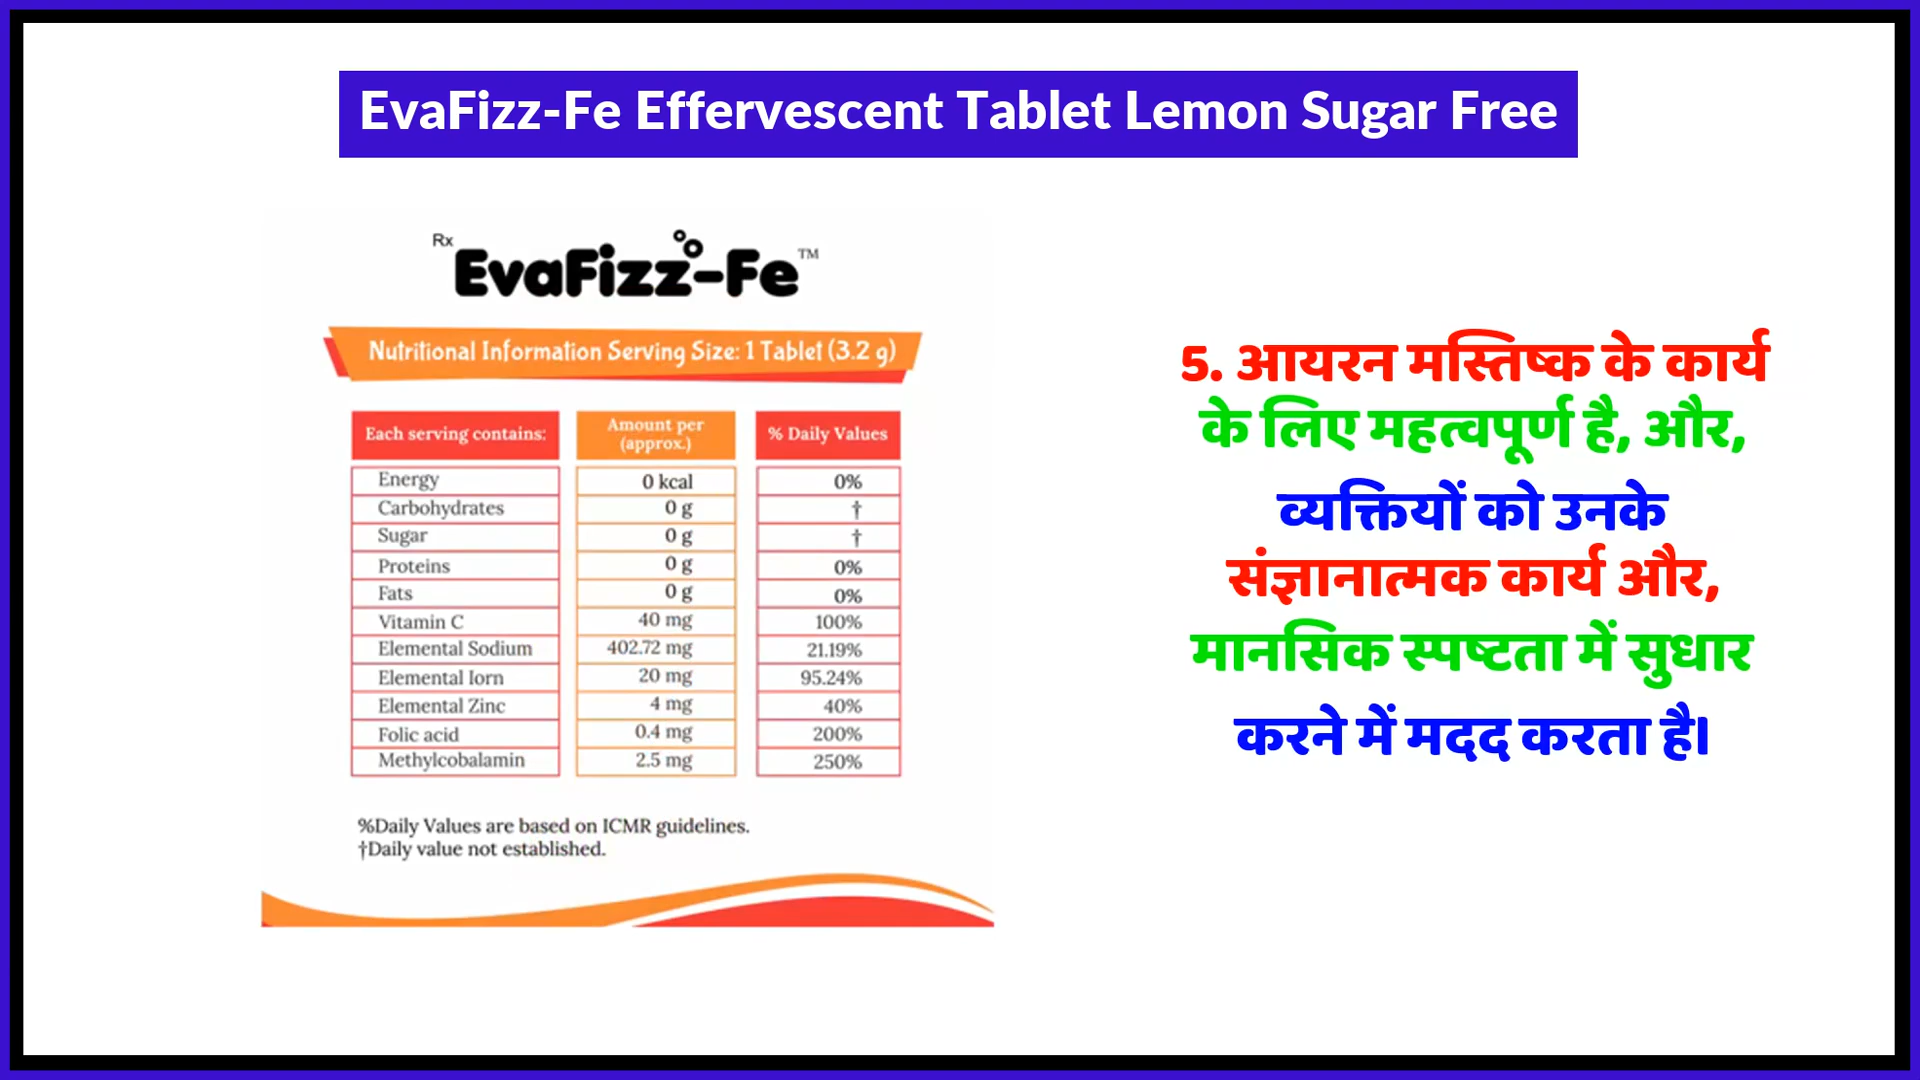 EvaFizz-Fe Effervescent Tablet Lemon Sugar Free
Rx
EvaFizz-Fe™
Nutritional Information Serving Size: 1 Tablet (3.2 g)
Each serving contains: Amount per (approx.) % Daily Values
Energy 0 kcal 0%
Carbohydrates 0 g †
Sugar 0 g †
Proteins 0 g 0%
Fats 0 g 0%
Vitamin C 40 mg 100%
Elemental Sodium 402.72 mg 21.19%
Elemental Iorn 20 mg 95.24%
Elemental Zinc 4 mg 40%
Folic acid 0.4 mg 200%
Methylcobalamin 2.5 mg 250%
%Daily Values are based on ICMR guidelines.
†Daily value not established.
5. आयरन मस्तिष्क के कार्य
के लिए महत्वपूर्ण है, और,
व्यक्तियों को उनके
संज्ञानात्मक कार्य और,
मानसिक स्पष्टता में सुधार
करने में मदद करता है।